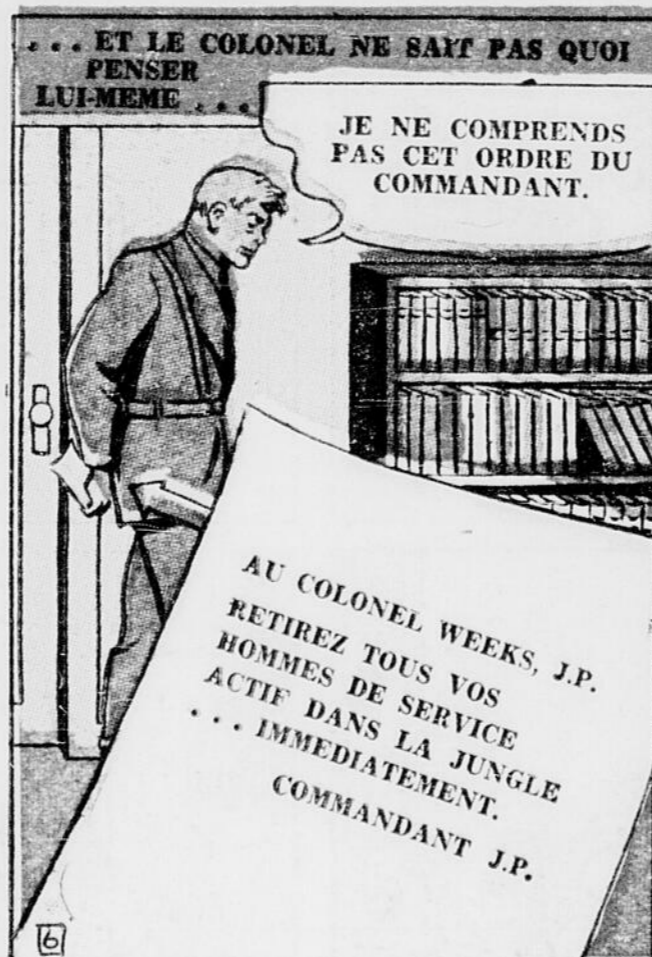 . . . ET LE COLONEL NE SAIT PAS QUOI
PENSER
LUI-MEME . . .
JE NE COMPRENDS
PAS CET ORDRE DU
COMMANDANT.
AU COLONEL WEEKS, J.P.
RETIREZ TOUS VOS
HOMMES DE SERVICE
ACTIF DANS LA JUNGLE
. . . IMMEDIATEMENT.
COMMANDANT J.P.
6